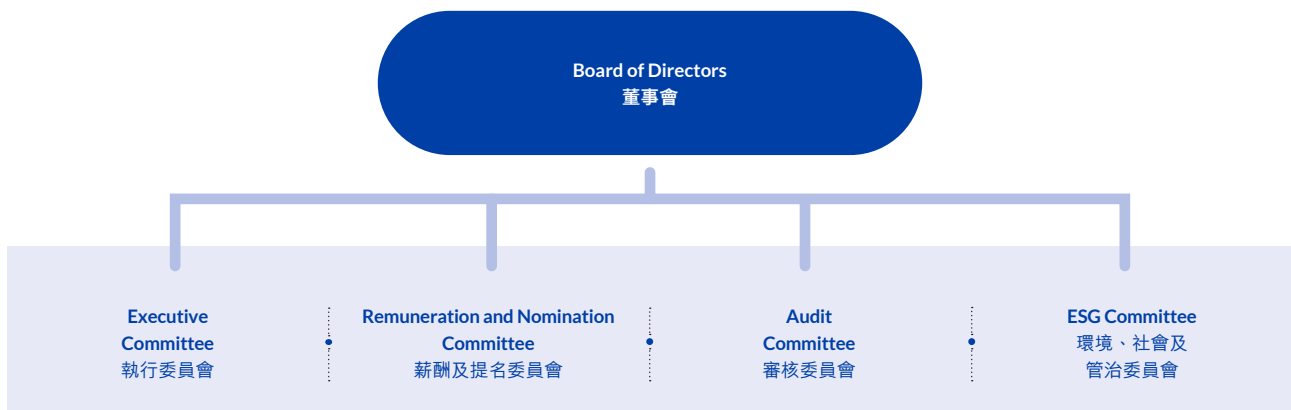 Board of Directors
董事會
Executive
Committee
執行委員會
Remuneration and Nomination
Committee
薪酬及提名委員會
Audit
Committee
審核委員會
ESG Committee
環境、社會及
管治委員會